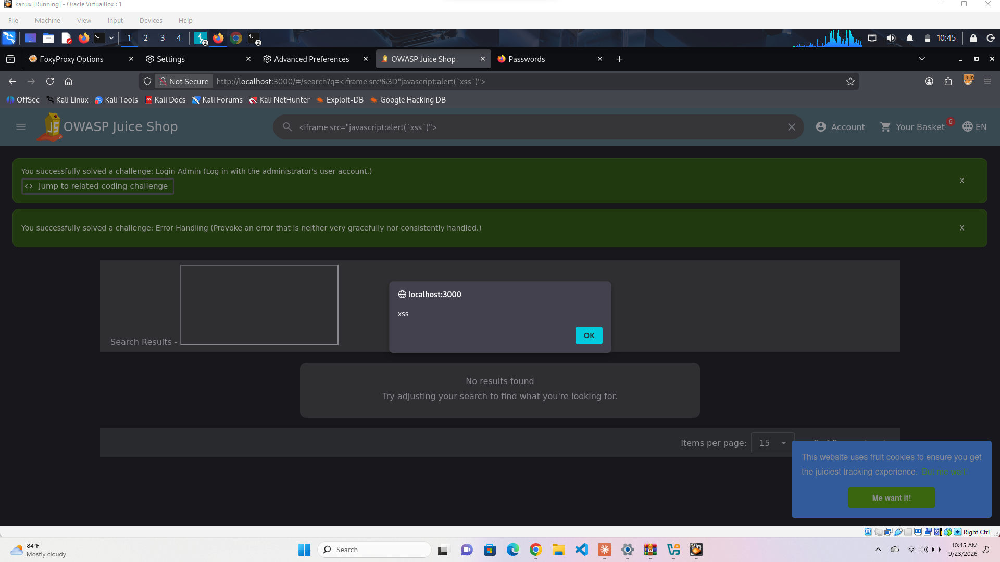 kanux [Running] - Oracle VirtualBox : 1
File Machine View Input Devices Help
1 2 3 4 2 2 10:45
FoxyProxy Options Settings Advanced Preferences OWASP Juice Shop Passwords
Not Secure http://localhost:3000/#/search?q=<iframe src%3D"javascript:alert(`xss`)"> Juic
OffSec Kali Linux Kali Tools Kali Docs Kali Forums Kali NetHunter Exploit-DB Google Hacking DB
OWASP Juice Shop <iframe src="javascript:alert(`xss`)"> Account Your Basket 6 EN
You successfully solved a challenge: Login Admin (Log in with the administrator's user account.)
<> Jump to related coding challenge
X
You successfully solved a challenge: Error Handling (Provoke an error that is neither very gracefully nor consistently handled.)
X
localhost:3000
xss
OK
Search Results -
No results found
Try adjusting your search to find what you're looking for.
Items per page: 15
This website uses fruit cookies to ensure you get
the juiciest tracking experience. But me wait!
Me want it!
Right Ctrl
84°F
Mostly cloudy
Search
10:45 AM
9/23/2026